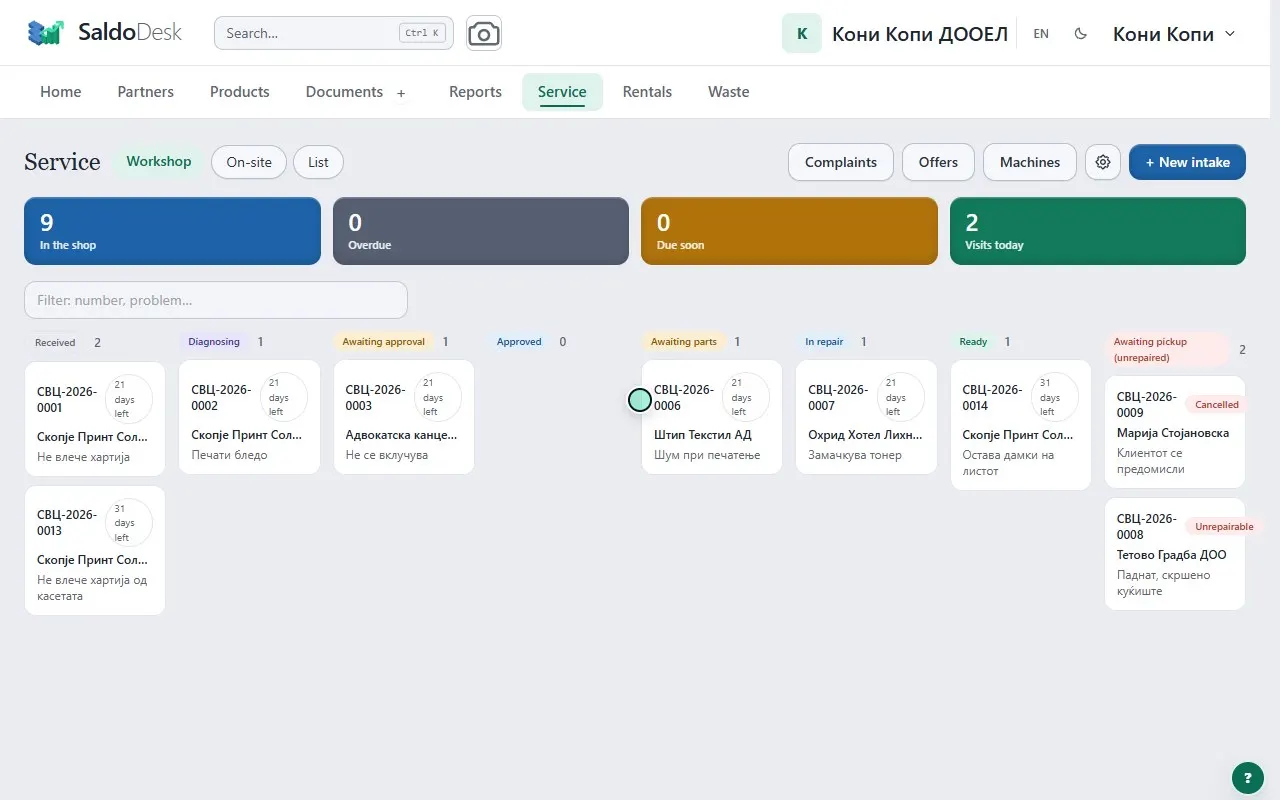 SaldoDesk
Search...
Ctrl K
К
Кони Копи ДООЕЛ
EN
Кони Копи
Home
Partners
Products
Documents +
Reports
Service
Rentals
Waste
Service
Workshop
On-site
List
Complaints
Offers
Machines
+ New intake
9
In the shop
0
Overdue
0
Due soon
2
Visits today
Filter: number, problem...
Received 2
СВЦ-2026-
0001
21
days
left
Скопје Принт Сол...
Не влече хартија
СВЦ-2026-
0013
31
days
left
Скопје Принт Сол...
Не влече хартија од
касетата
Diagnosing 1
СВЦ-2026-
0002
21
days
left
Скопје Принт Сол...
Печати бледо
Awaiting approval 1
СВЦ-2026-
0003
21
days
left
Адвокатска канце...
Не се вклучува
Approved 0
Awaiting parts 1
СВЦ-2026-
0006
21
days
left
Штип Текстил АД
Шум при печатење
In repair 1
СВЦ-2026-
0007
21
days
left
Охрид Хотел Лихн...
Замачкува тонер
Ready 1
СВЦ-2026-
0014
31
days
left
Скопје Принт Сол...
Остава дамки на
листот
Awaiting pickup
(unrepaired) 2
СВЦ-2026-
0009
Cancelled
Марија Стојановска
Клиентот се
предомисли
СВЦ-2026-
0008
Unrepairable
Тетово Градба ДОО
Паднат, скршено
куќиште
?